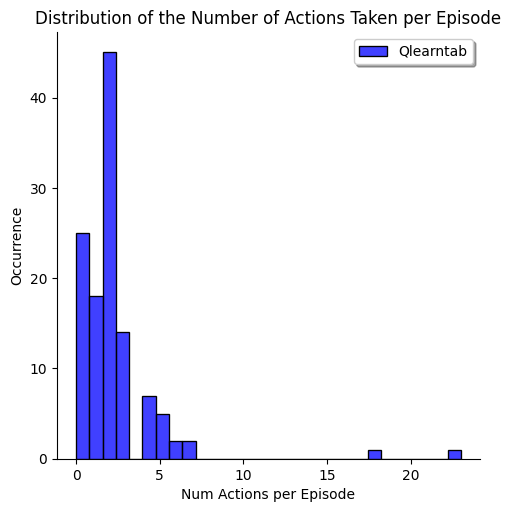 Distribution of the Number of Actions Taken per Episode
Qlearntab
Occurrence
40
30
20
10
0
0 5 10 15 20
Num Actions per Episode